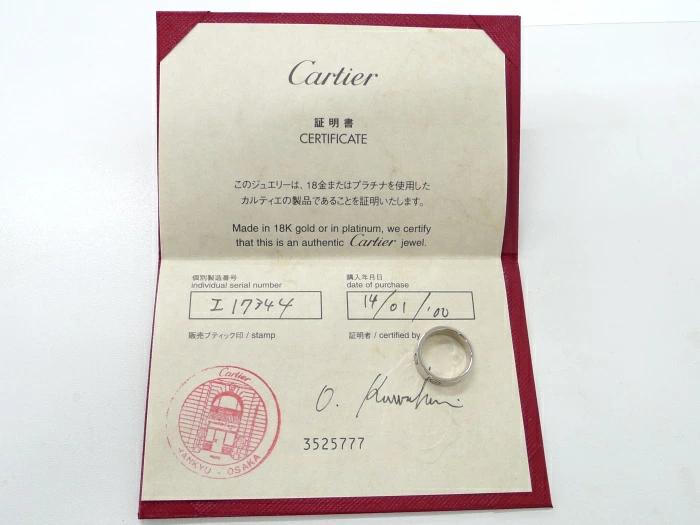 Cartier
証明書
CERTIFICATE
このジュエリーは、18金またはプラチナを使用した
カルティエの製品であることを証明いたします。
Made in 18K gold or in platinum, we certify
that this is an authentic Cartier jewel.
個別製造番号
individual serial number
I 17344
購入年月日
date of purchase
14/01/'00
販売ブティック印 / stamp
証明者 / certified by
Cartier
HANKYU - OSAKA
O.
3525777